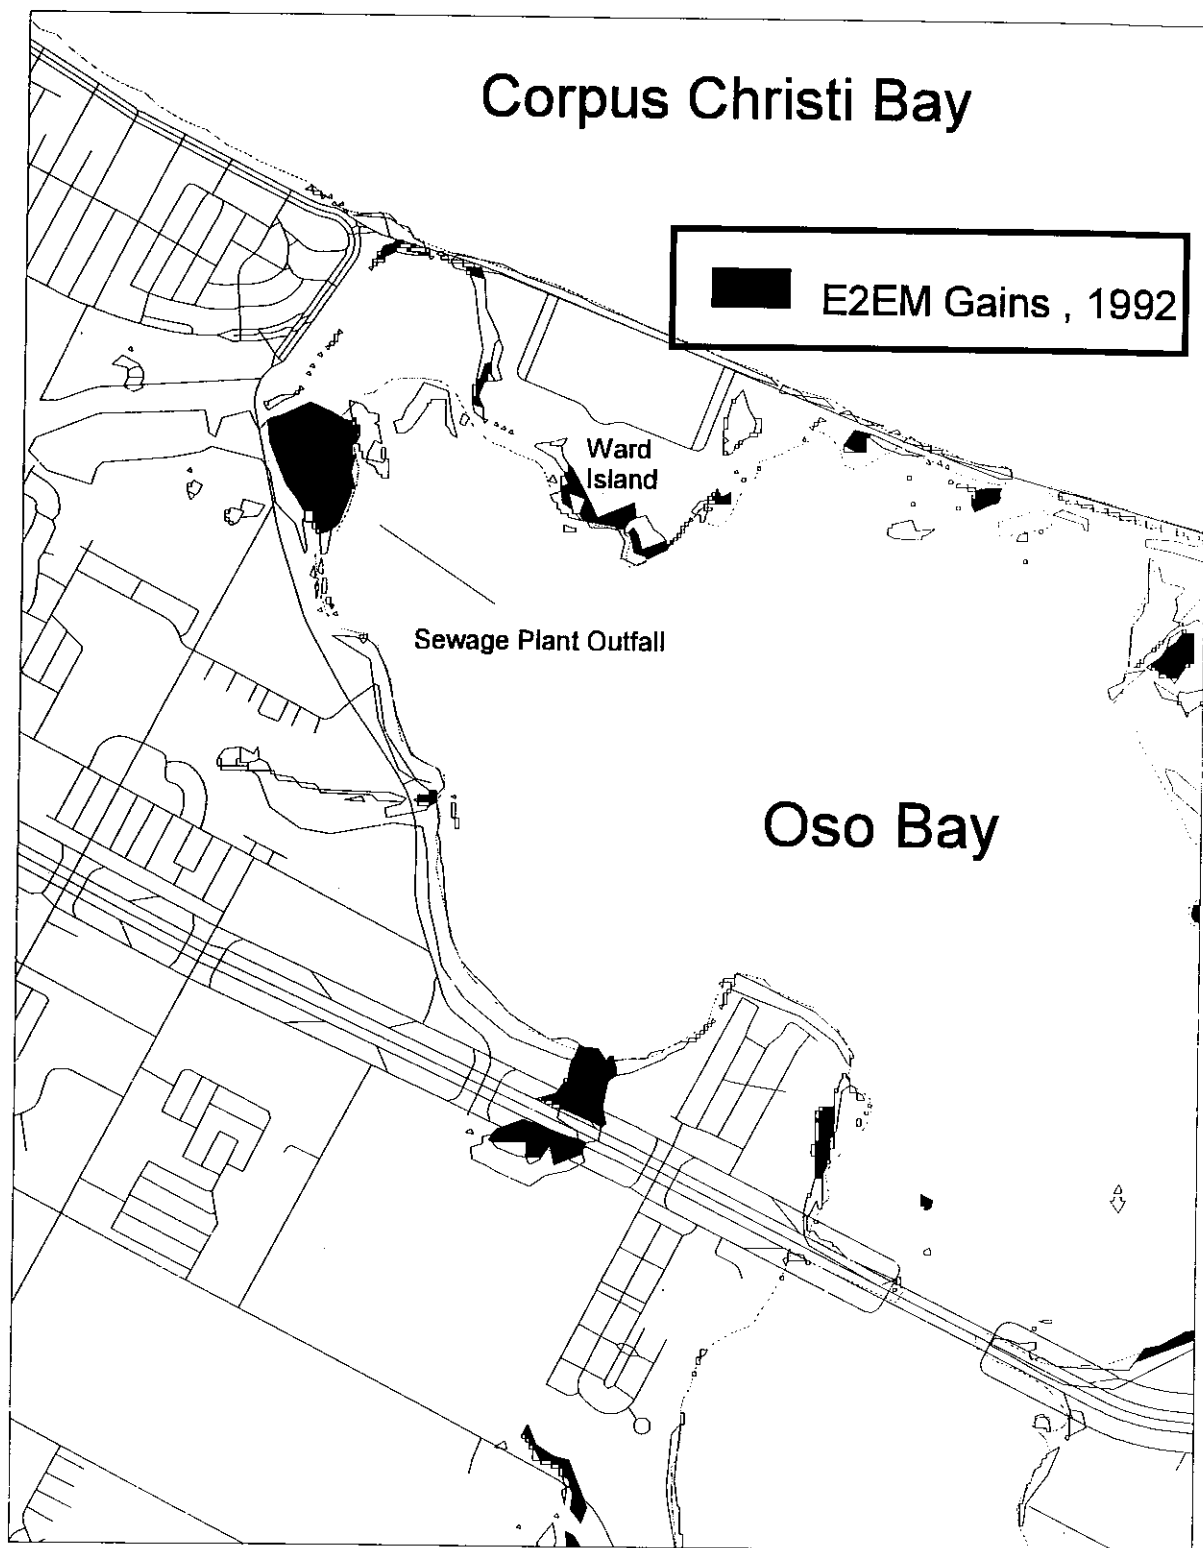 Corpus Christi Bay
E2EM Gains , 1992
Ward
Island
Sewage Plant Outfall
Oso Bay